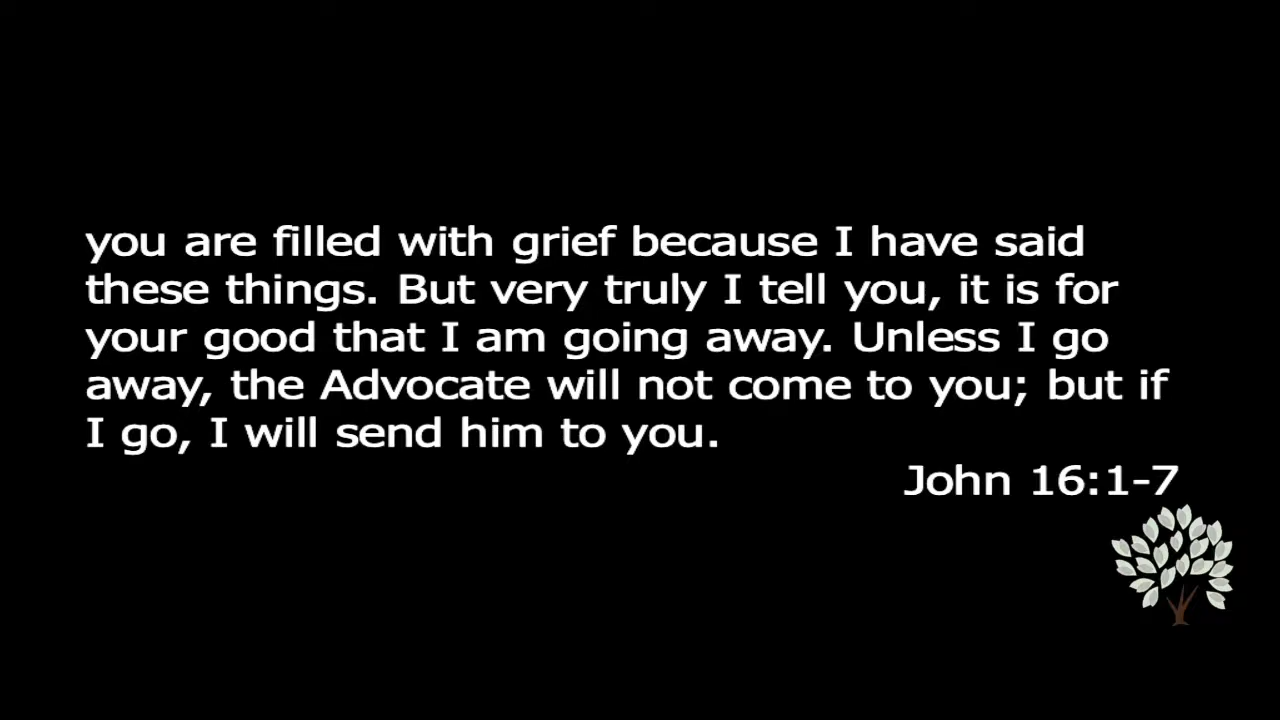 you are filled with grief because I have said
these things. But very truly I tell you, it is for
your good that I am going away. Unless I go
away, the Advocate will not come to you; but if
I go, I will send him to you.
John 16:1-7